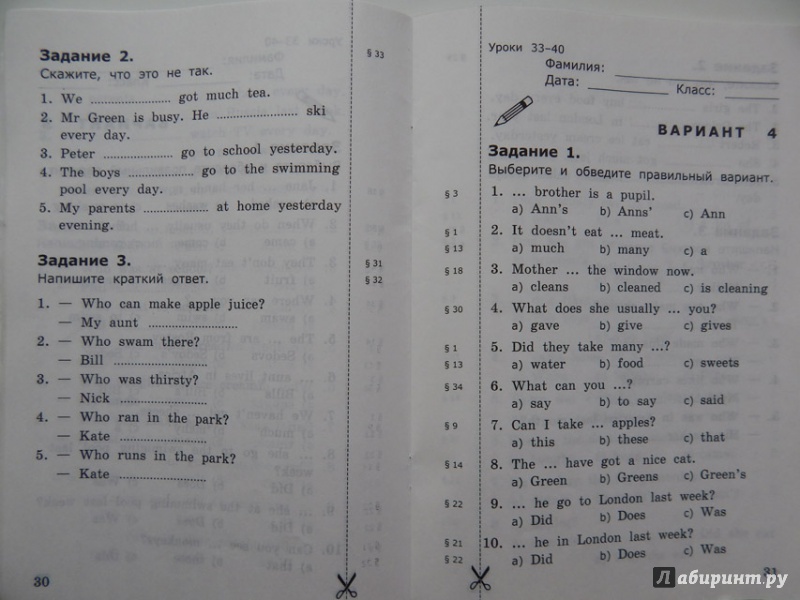 Задание 2.
§ 33
Скажите, что это не так.
1. We .................... got much tea.
2. Mr Green is busy. He .................... ski
every day.
3. Peter .................... go to school yesterday.
4. The boys .................... go to the swimming
pool every day.
5. My parents .................... at home yesterday
evening.
Задание 3.
§ 31
Напишите краткий ответ.
§ 32
1. — Who can make apple juice?
— My aunt ........................
2. — Who swam there?
— Bill ........................
3. — Who was thirsty?
— Nick ........................
4. — Who ran in the park?
— Kate ........................
5. — Who runs in the park?
— Kate ........................
30
Уроки 33–40
Фамилия: ____________________
Дата: __________ Класс: __________
ВАРИАНТ 4
Задание 1.
Выберите и обведите правильный вариант.
§ 3 1. ... brother is a pupil.
a) Ann's b) Anns' c) Ann
§ 1 2. It doesn't eat ... meat.
§ 13 a) much b) many c) a
§ 18 3. Mother ... the window now.
a) cleans b) cleaned c) is cleaning
§ 30 4. What does she usually ... you?
a) gave b) give c) gives
§ 1 5. Did they take many ...?
§ 13 a) water b) food c) sweets
§ 34 6. What can you ...?
a) say b) to say c) said
§ 9 7. Can I take ... apples?
a) this b) these c) that
§ 14 8. The ... have got a nice cat.
a) Green b) Greens c) Green's
§ 22 9. ... he go to London last week?
a) Did b) Does c) Was
§ 21 10. ... he in London last week?
§ 22 a) Did b) Does c) Was
31
Лабиринт.ру